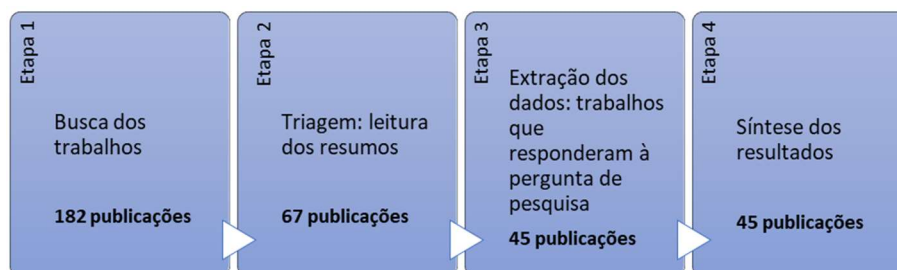 Etapa 1
Busca dos
trabalhos
182 publicações
Etapa 2
Triagem: leitura
dos resumos
67 publicações
Etapa 3
Extração dos
dados: trabalhos
que
responderam à
pergunta de
pesquisa
45 publicações
Etapa 4
Síntese dos
resultados
45 publicações